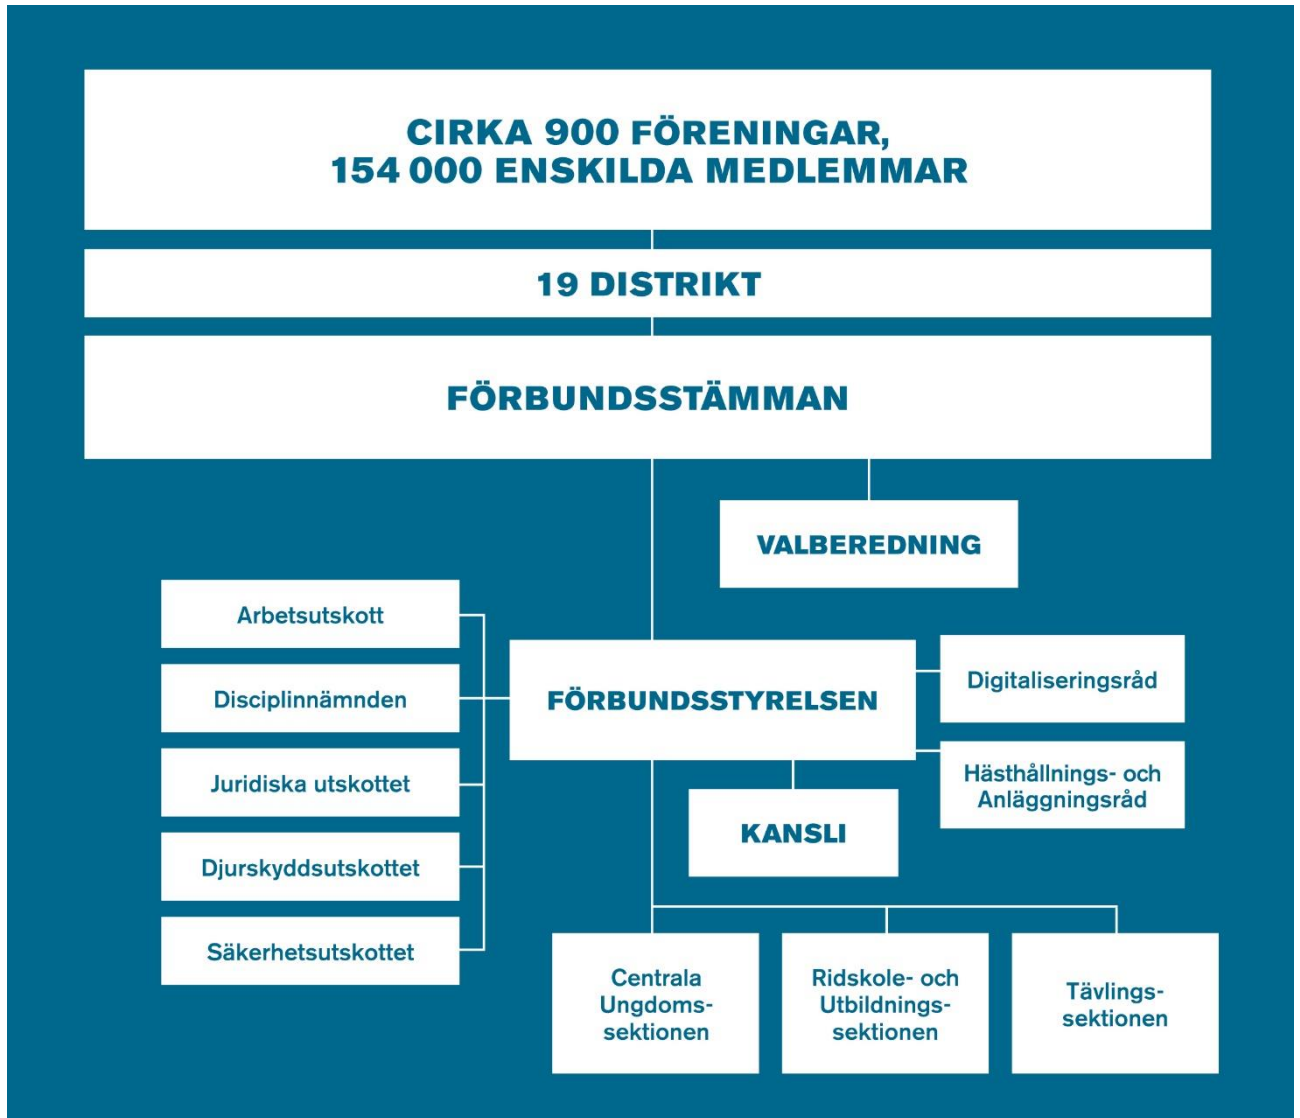 CIRKA 900 FÖRENINGAR,
154 000 ENSKILDA MEDLEMMAR
19 DISTRIKT
FÖRBUNDSSTÄMMAN
VALBEREDNING
Arbetsutskott
Disciplinnämnden
Juridiska utskottet
Djurskyddsutskottet
Säkerhetsutskottet
FÖRBUNDSSTYRELSEN
Digitaliseringsråd
Hästhållnings- och
Anläggningsråd
KANSLI
Centrala
Ungdoms-
sektionen
Ridskole- och
Utbildnings-
sektionen
Tävlings-
sektionen